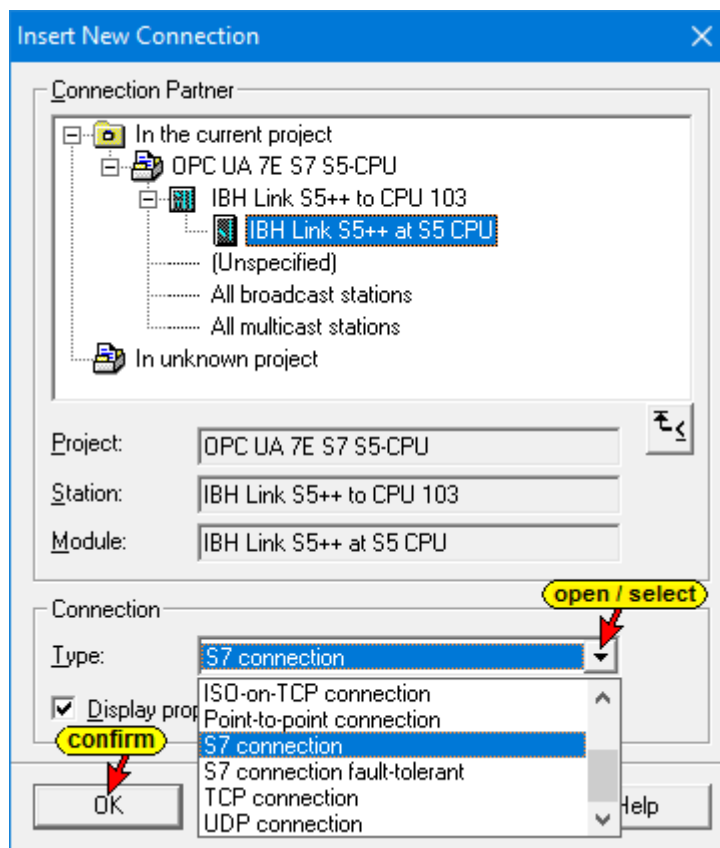 Insert New Connection
Connection Partner
In the current project
OPC UA 7E S7 S5-CPU
IBH Link S5++ to CPU 103
IBH Link S5++ at S5 CPU
(Unspecified)
All broadcast stations
All multicast stations
In unknown project
Project: OPC UA 7E S7 S5-CPU
Station: IBH Link S5++ to CPU 103
Module: IBH Link S5++ at S5 CPU
open / select
Connection
Type: S7 connection
ISO-on-TCP connection
Display prop
Point-to-point connection
confirm
S7 connection
S7 connection fault-tolerant
OK
TCP connection
Help
UDP connection